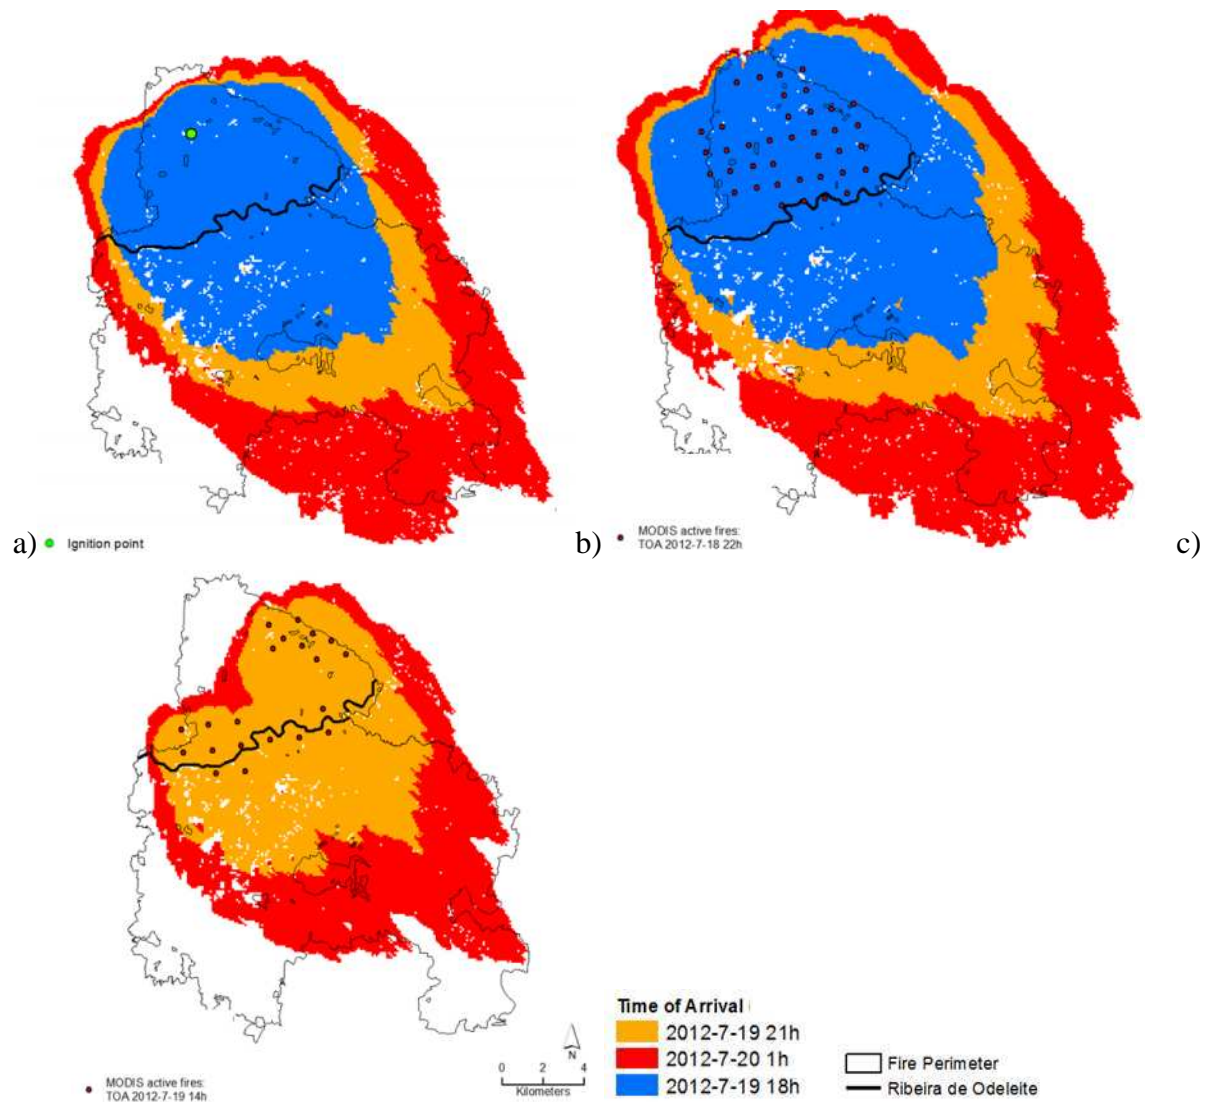 a)
Ignition point
b)
MODIS active fires:
TOA 2012-7-18 22h
c)
Time of Arrival
2012-7-19 21h
2012-7-20 1h
2012-7-19 18h
Fire Perimeter
Ribeira de Odeleite
N
0 2 4
Kilometers
MODIS active fires:
TOA 2012-7-19 14h